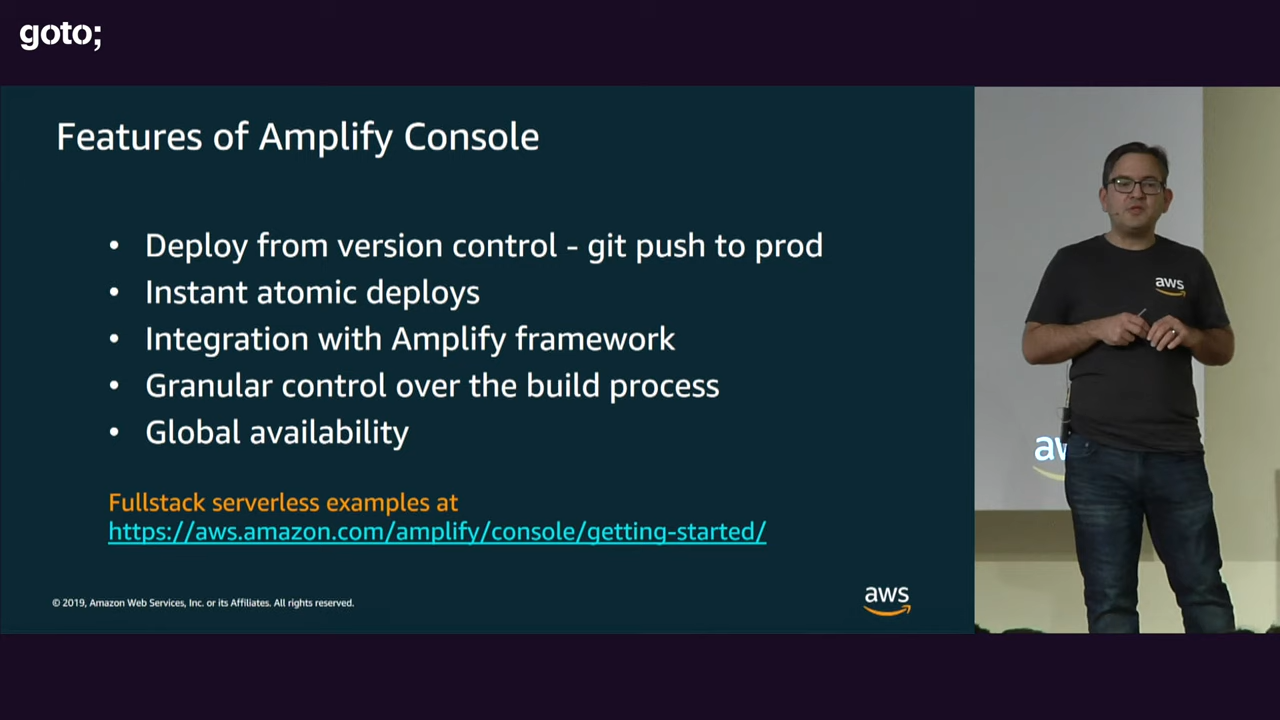 goto;
Features of Amplify Console
• Deploy from version control - git push to prod
• Instant atomic deploys
• Integration with Amplify framework
• Granular control over the build process
• Global availability
Fullstack serverless examples at
https://aws.amazon.com/amplify/console/getting-started/
© 2019, Amazon Web Services, Inc. or its Affiliates. All rights reserved.
aws
aws
aw